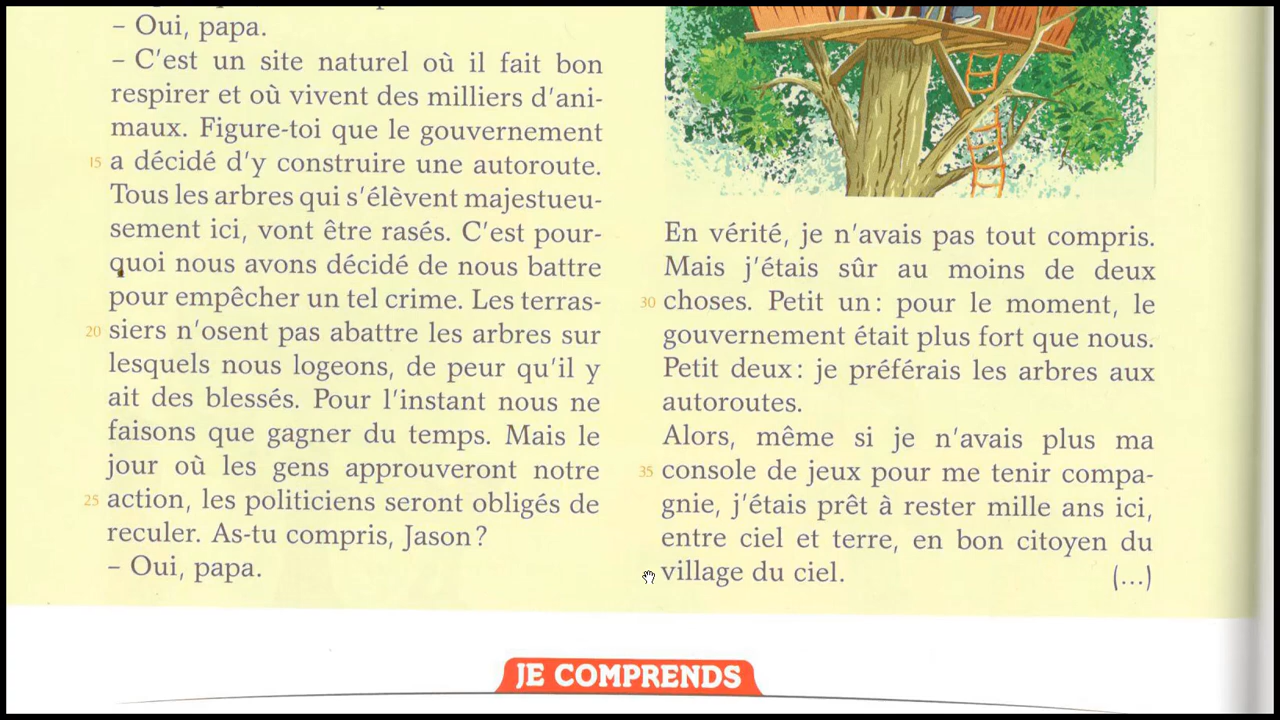 – Oui, papa.
– C'est un site naturel où il fait bon
respirer et où vivent des milliers d'ani-
maux. Figure-toi que le gouvernement
15 a décidé d'y construire une autoroute.
Tous les arbres qui s'élèvent majestueu-
sement ici, vont être rasés. C'est pour-
quoi nous avons décidé de nous battre
pour empêcher un tel crime. Les terras-
20 siers n'osent pas abattre les arbres sur
lesquels nous logeons, de peur qu'il y
ait des blessés. Pour l'instant nous ne
faisons que gagner du temps. Mais le
jour où les gens approuveront notre
25 action, les politiciens seront obligés de
reculer. As-tu compris, Jason ?
– Oui, papa.
En vérité, je n'avais pas tout compris.
Mais j'étais sûr au moins de deux
30 choses. Petit un : pour le moment, le
gouvernement était plus fort que nous.
Petit deux : je préférais les arbres aux
autoroutes.
Alors, même si je n'avais plus ma
35 console de jeux pour me tenir compa-
gnie, j'étais prêt à rester mille ans ici,
entre ciel et terre, en bon citoyen du
village du ciel. (...)
JE COMPRENDS